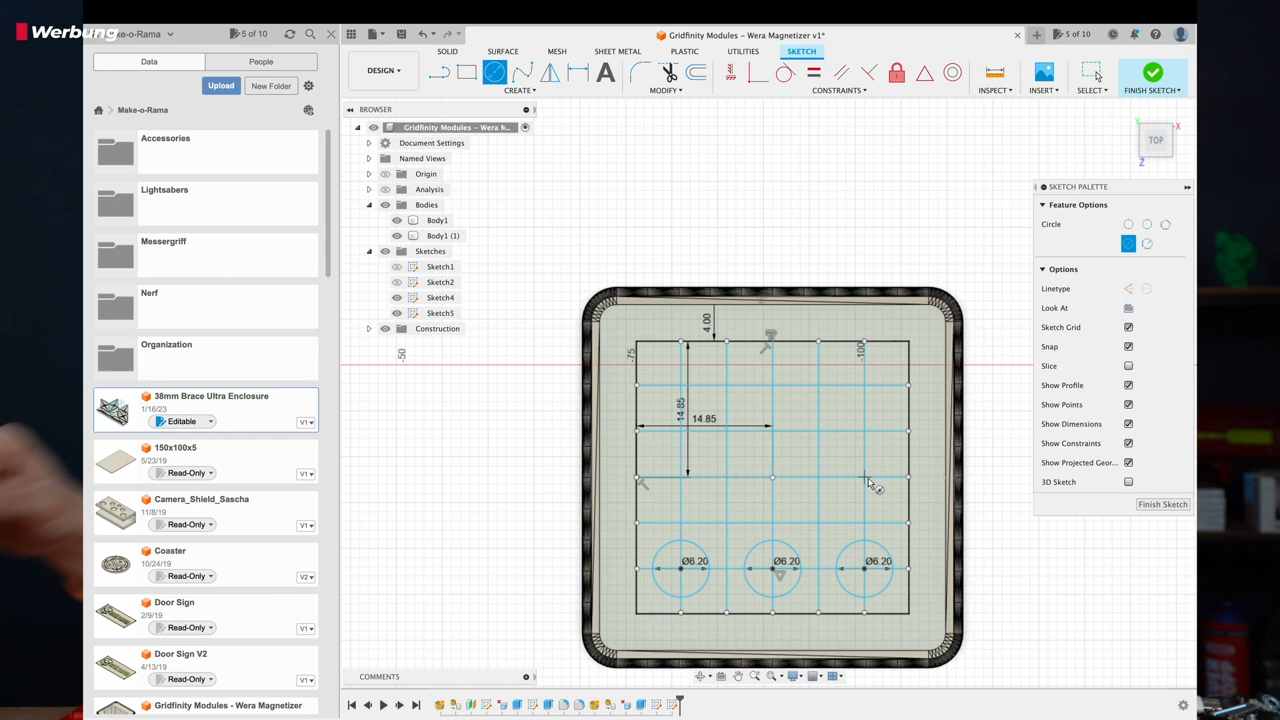 Werbung
Make-o-Rama
5 of 10
Gridfinity Modules - Wera Magnetizer v1*
5 of 10
Data
People
Upload
New Folder
Make-o-Rama
Accessories
Lightsabers
Messergriff
Nerf
Organization
38mm Brace Ultra Enclosure
1/16/23
Editable
V1
150x100x5
5/23/19
Read-Only
V1
Camera_Shield_Sascha
11/8/19
Read-Only
V1
Coaster
10/24/19
Read-Only
V2
Door Sign
2/9/19
Read-Only
V1
Door Sign V2
4/13/19
Read-Only
V1
Gridfinity Modules - Wera Magnetizer
DESIGN
SOLID
SURFACE
MESH
SHEET METAL
PLASTIC
UTILITIES
SKETCH
CREATE
MODIFY
CONSTRAINTS
INSPECT
INSERT
SELECT
FINISH SKETCH
BROWSER
Gridfinity Modules - Wera M...
Document Settings
Named Views
Origin
Analysis
Bodies
Body1
Body1 (1)
Sketches
Sketch1
Sketch2
Sketch4
Sketch5
Construction
-50
-75
-100
4.00
14.85
14.85
Ø6.20
Ø6.20
Ø6.20
TOP
X
Y
Z
SKETCH PALETTE
Feature Options
Circle
Options
Linetype
Look At
Sketch Grid
Snap
Slice
Show Profile
Show Points
Show Dimensions
Show Constraints
Show Projected Geor...
3D Sketch
Finish Sketch
COMMENTS